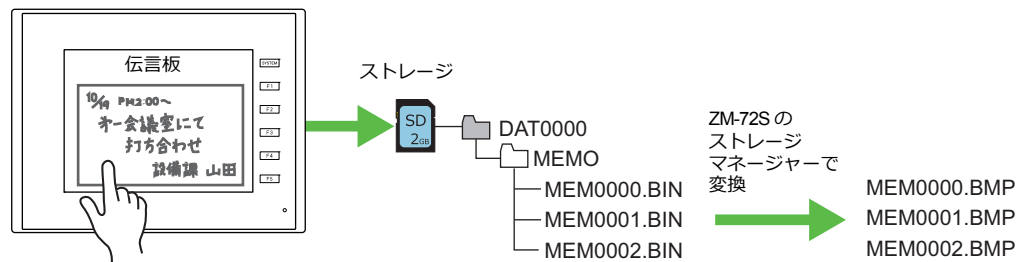 伝言板
10/19 PM2:00～
オ一会議室にて
打ち合わせ
設備課 山田
SYSTEM
F1
F2
F3
F4
F5
ストレージ
SD
2GB
DAT0000
MEMO
MEM0000.BIN
MEM0001.BIN
MEM0002.BIN
ZM-72S の
ストレージ
マネージャーで
変換
MEM0000.BMP
MEM0001.BMP
MEM0002.BMP